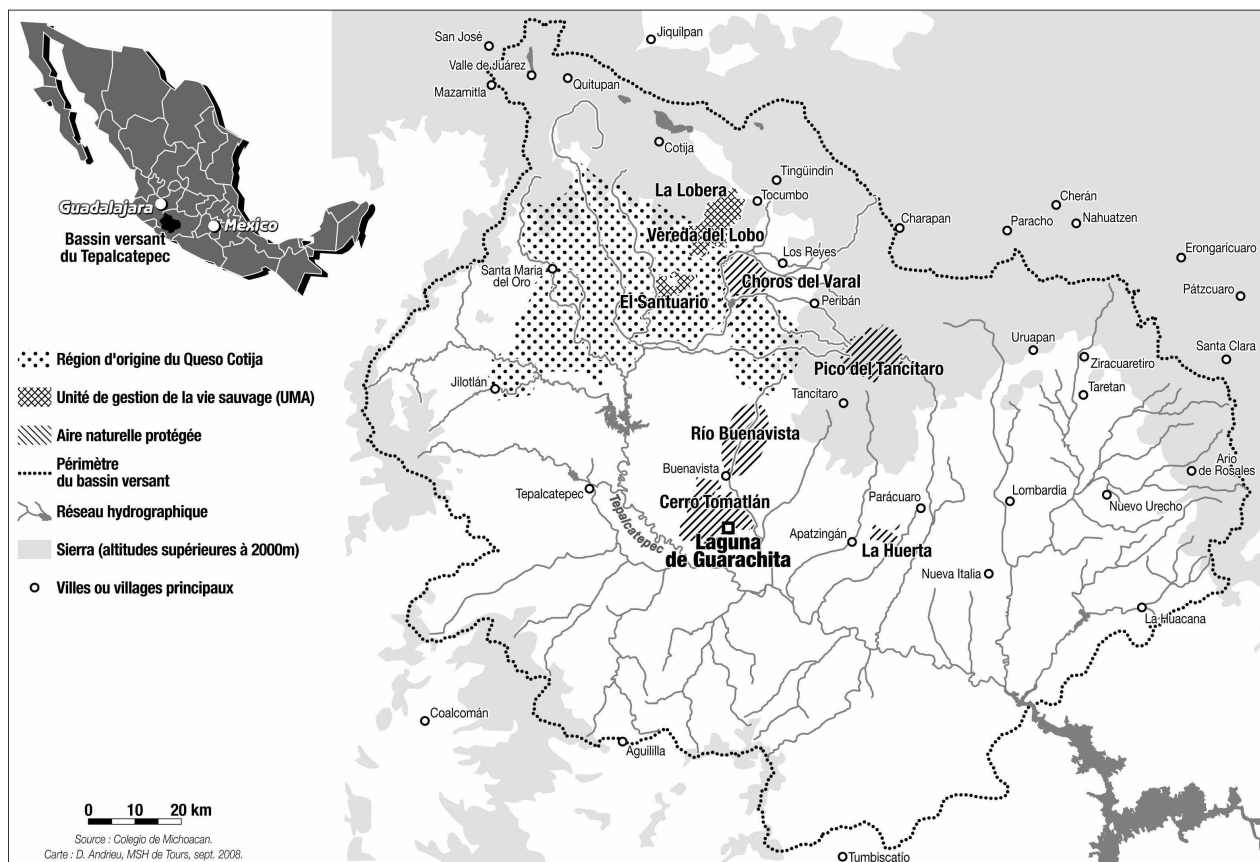 Guadalajara
Mexico
Bassin versant
du Tepalcatepec
Région d'origine du Queso Cotija
Unité de gestion de la vie sauvage (UMA)
Aire naturelle protégée
Périmètre
du bassin versant
Réseau hydrographique
Sierra (altitudes supérieures à 2000m)
Villes ou villages principaux
0 10 20 km
Source : Colegio de Michoacan.
Carte : D. Andrieu, MSH de Tours, sept. 2008.
San José
Jiquilpan
Valle de Juárez
Quitupan
Mazamitla
Cotija
Tingüindín
La Lobera
Tocumbo
Cherán
Charapan
Paracho
Nahuatzen
Vereda del Lobo
Erongarícuaro
Los Reyes
Santa Maria
del Oro
Choros del Varal
El Santuario
Peribán
Pátzcuaro
Uruapan
Ziracuaretiro
Santa Clara
Pico del Tancítaro
Jilotlán
Tancítaro
Taretan
Río Buenavista
Buenavista
Ario
de Rosales
Tepalcatepec
Cerro Tomatlán
Parácuaro
Lombardia
Nuevo Urecho
Tepalcatepec
Laguna
de Guarachita
Apatzingán
La Huerta
Nueva Italia
La Huacana
Coalcomán
Aguililla
Tumbiscatío